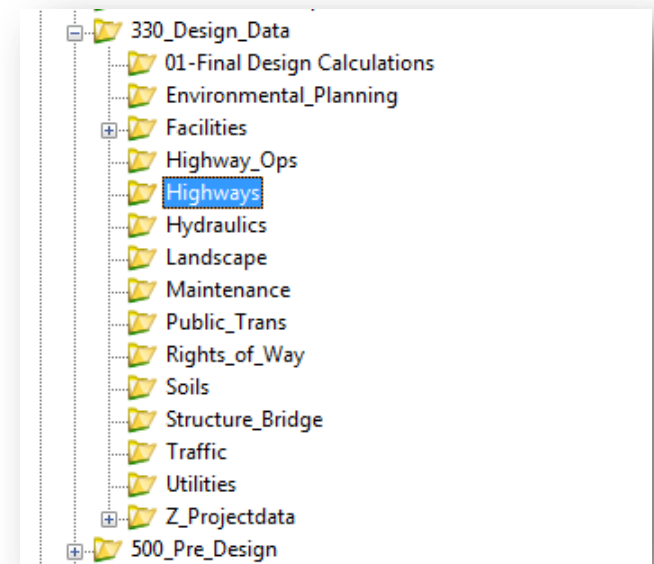 330_Design_Data
01-Final Design Calculations
Environmental_Planning
Facilities
Highway_Ops
Highways
Hydraulics
Landscape
Maintenance
Public_Trans
Rights_of_Way
Soils
Structure_Bridge
Traffic
Utilities
Z_Projectdata
500_Pre_Design